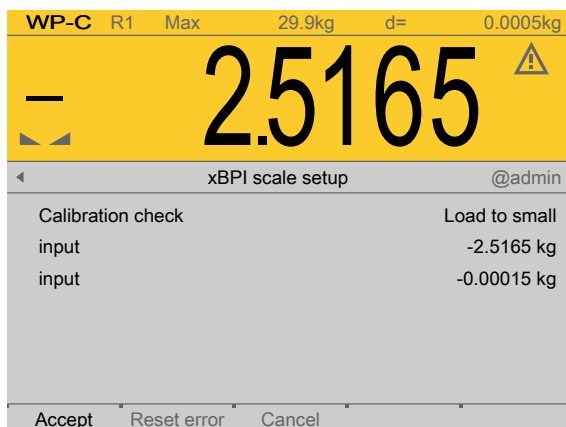 WP-C R1 Max 29.9kg d= 0.0005kg
– 2.5165
xBPI scale setup @admin
Calibration check Load to small
input -2.5165 kg
input -0.00015 kg
Accept Reset error Cancel